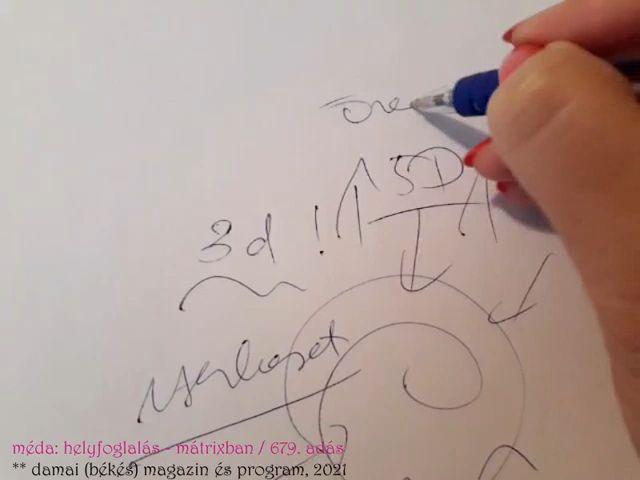 5D
3d !
méda: helyfoglalás - mátrixban / 679. adás
** damai (békés) magazin és program, 2021